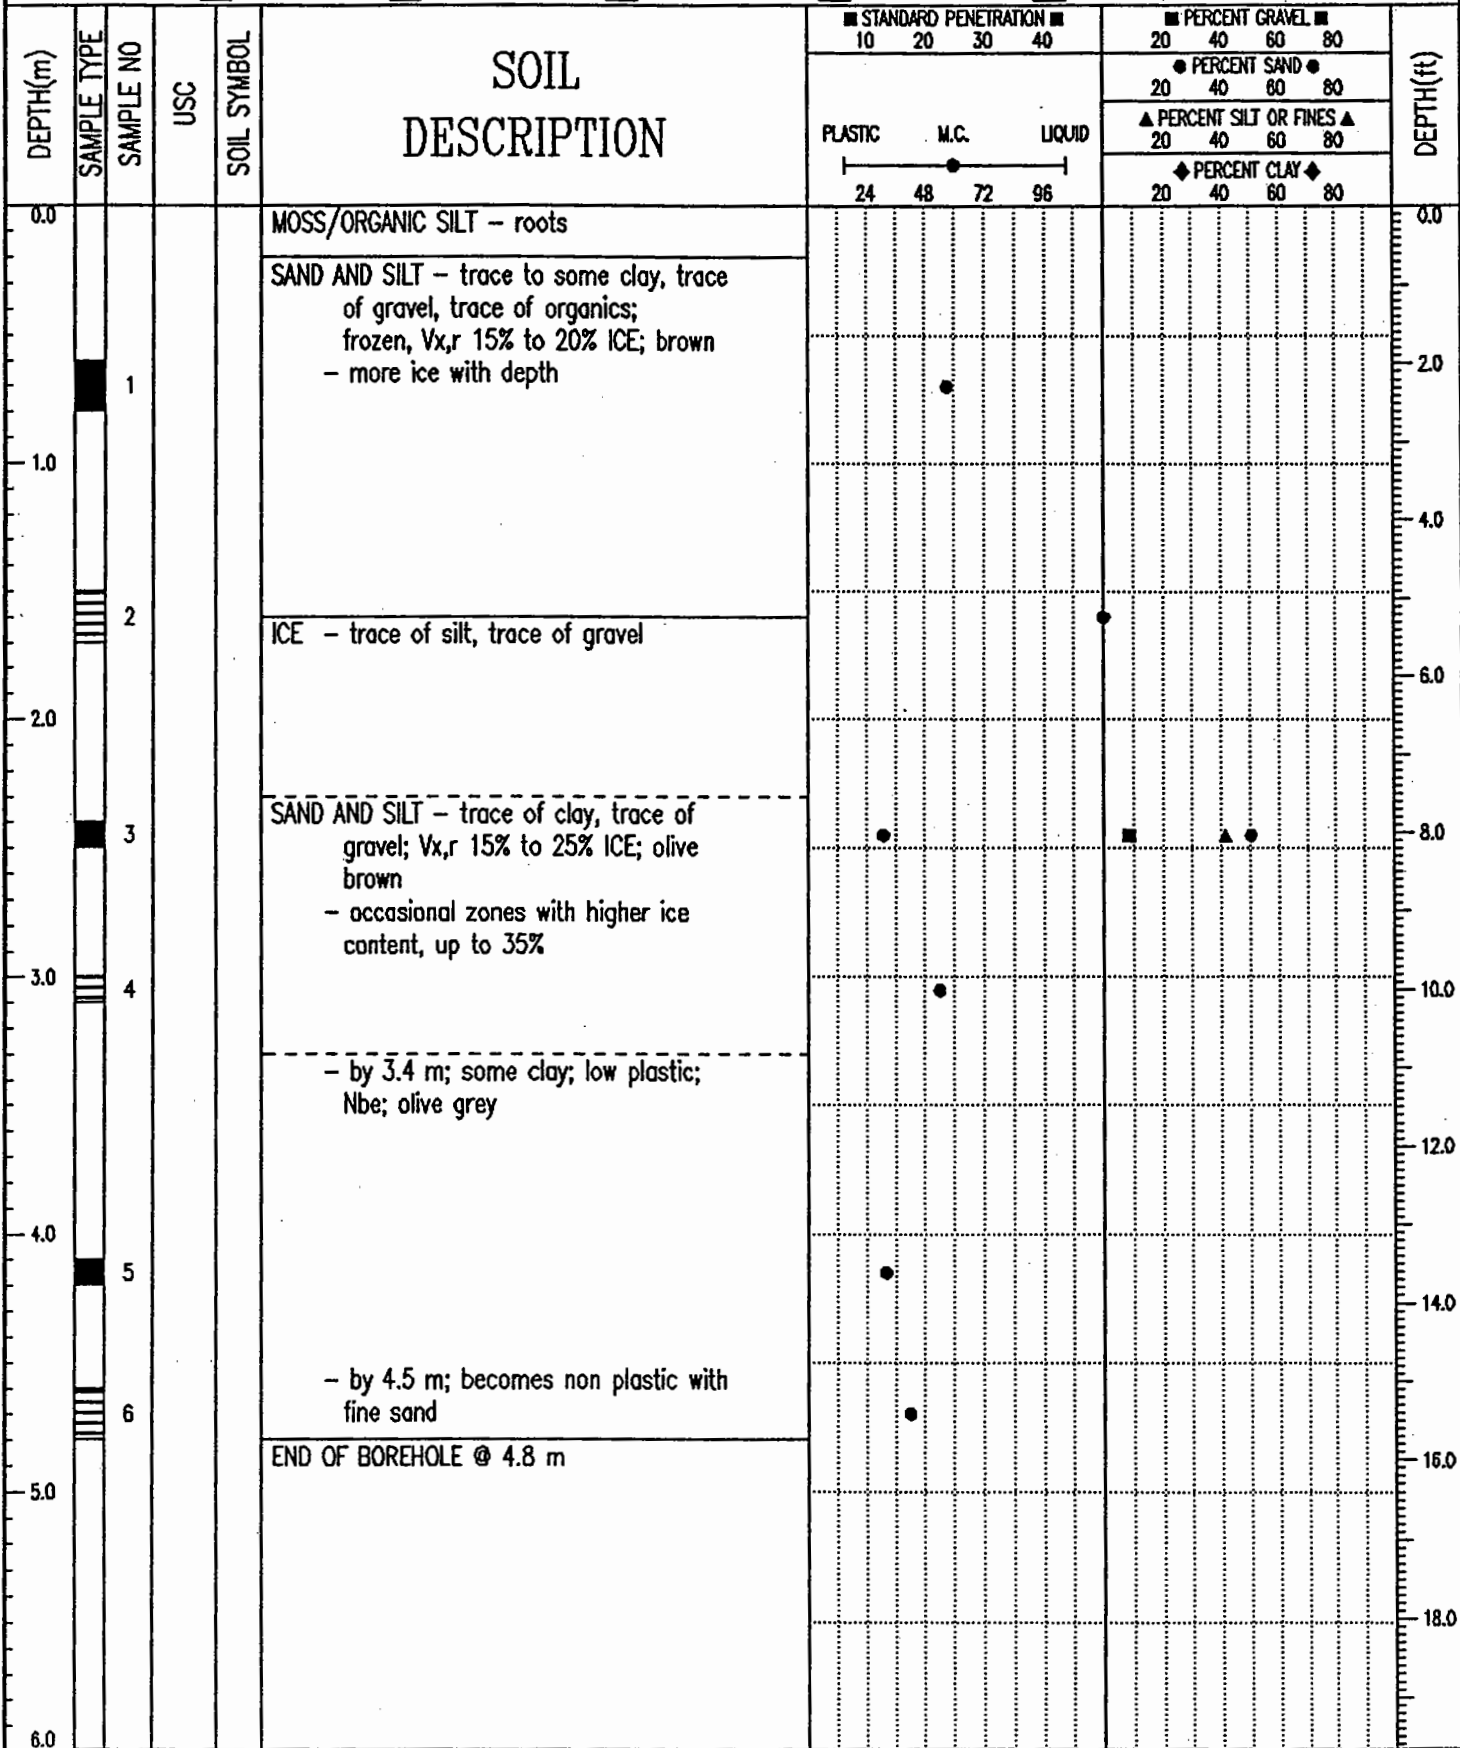 DEPTH(m)
SAMPLE TYPE
SAMPLE NO
USC
SOIL SYMBOL
SOIL
DESCRIPTION
■ STANDARD PENETRATION ■
10 20 30 40
PLASTIC M.C. LIQUID
24 48 72 96
■ PERCENT GRAVEL ■
20 40 60 80
● PERCENT SAND ●
20 40 60 80
▲ PERCENT SILT OR FINES ▲
20 40 60 80
◆ PERCENT CLAY ◆
20 40 60 80
DEPTH(ft)
0.0
MOSS/ORGANIC SILT – roots
0.0
SAND AND SILT – trace to some clay, trace
of gravel, trace of organics;
frozen, Vx,r 15% to 20% ICE; brown
– more ice with depth
1
2.0
1.0
4.0
2
ICE – trace of silt, trace of gravel
6.0
2.0
SAND AND SILT – trace of clay, trace of
3
8.0
gravel; Vx,r 15% to 25% ICE; olive
brown
– occasional zones with higher ice
content, up to 35%
3.0
4
10.0
– by 3.4 m; some clay; low plastic;
Nbe; olive grey
12.0
4.0
5
14.0
– by 4.5 m; becomes non plastic with
fine sand
6
END OF BOREHOLE @ 4.8 m
16.0
5.0
18.0
6.0